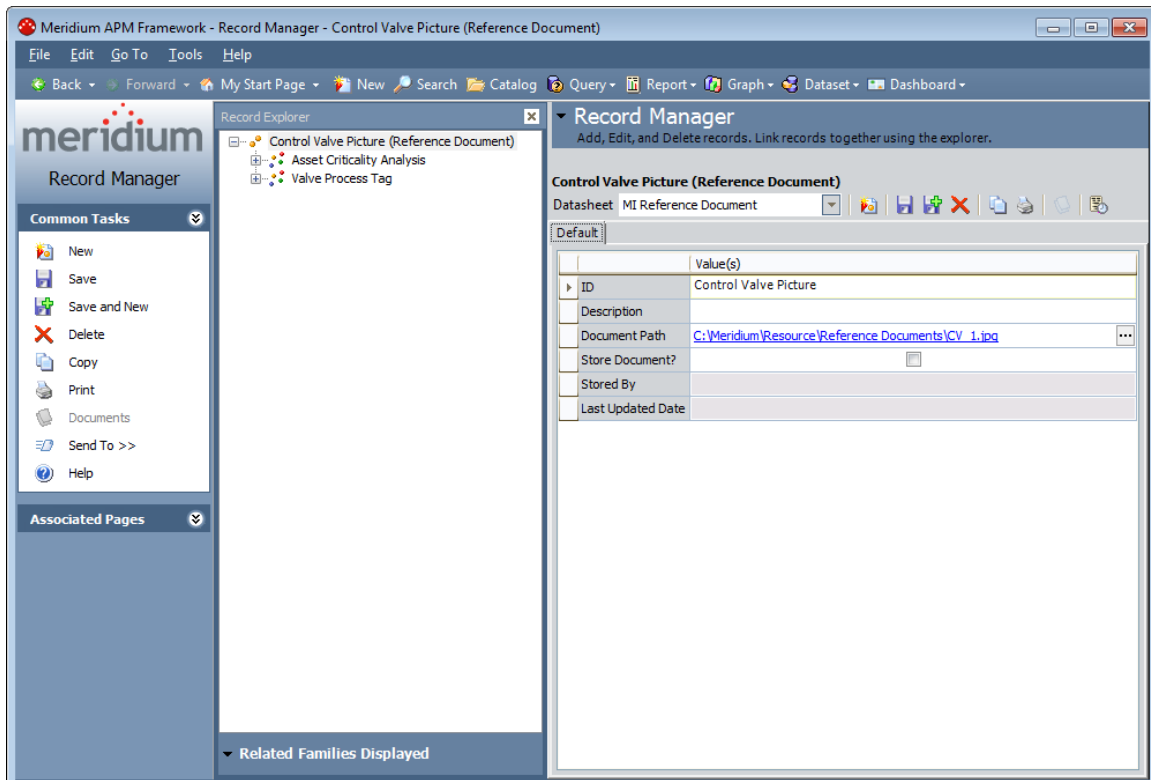 Meridium APM Framework - Record Manager - Control Valve Picture (Reference Document)
File Edit Go To Tools Help
Back Forward My Start Page New Search Catalog Query Report Graph Dataset Dashboard
meridium
Record Manager
Common Tasks
New
Save
Save and New
Delete
Copy
Print
Documents
Send To >>
Help
Associated Pages
Record Explorer
Control Valve Picture (Reference Document)
Asset Criticality Analysis
Valve Process Tag
Related Families Displayed
Record Manager
Add, Edit, and Delete records. Link records together using the explorer.
Control Valve Picture (Reference Document)
Datasheet MI Reference Document
Default
Value(s)
ID Control Valve Picture
Description
Document Path C:\Meridium\Resource\Reference Documents\CV_1.jpg ...
Store Document?
Stored By
Last Updated Date